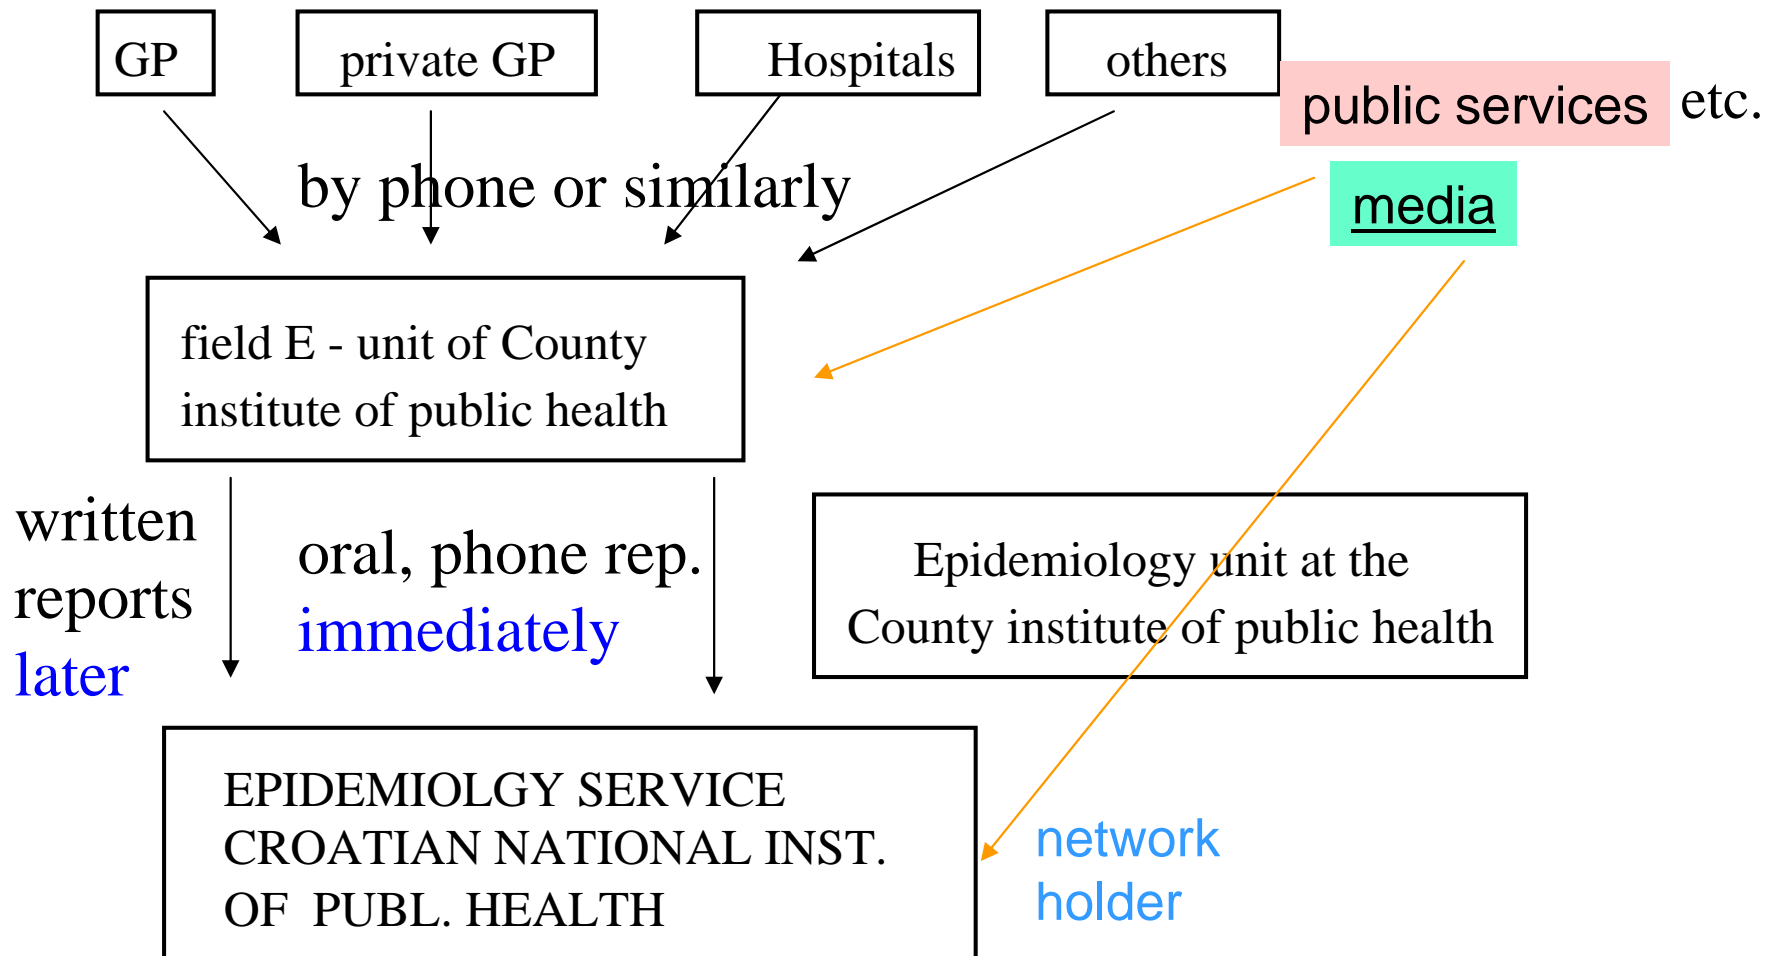 GP
private GP
Hospitals
others
public services
etc.
media
by phone or similarly
field E - unit of County
institute of public health
written
reports
later
oral, phone rep.
immediately
Epidemiology unit at the
County institute of public health
EPIDEMIOLGY SERVICE
CROATIAN NATIONAL INST.
OF PUBL. HEALTH
network
holder